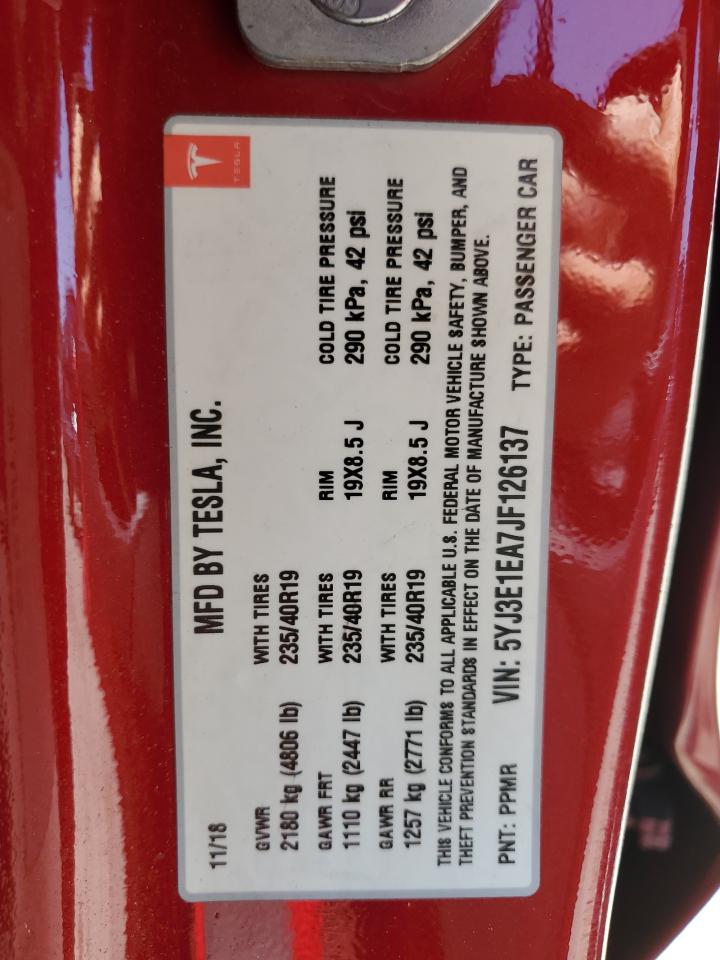 TESLA
11/18 MFD BY TESLA, INC.
GVWR WITH TIRES
2180 kg (4806 lb) 235/40R19
GAWR FRT WITH TIRES RIM COLD TIRE PRESSURE
1110 kg (2447 lb) 235/40R19 19X8.5 J 290 kPa, 42 psi
GAWR RR WITH TIRES RIM COLD TIRE PRESSURE
1257 kg (2771 lb) 235/40R19 19X8.5 J 290 kPa, 42 psi
THIS VEHICLE CONFORMS TO ALL APPLICABLE U.S. FEDERAL MOTOR VEHICLE SAFETY, BUMPER, AND
THEFT PREVENTION STANDARDS IN EFFECT ON THE DATE OF MANUFACTURE SHOWN ABOVE.
PNT: PPMR VIN: 5YJ3E1EA7JF126137 TYPE: PASSENGER CAR